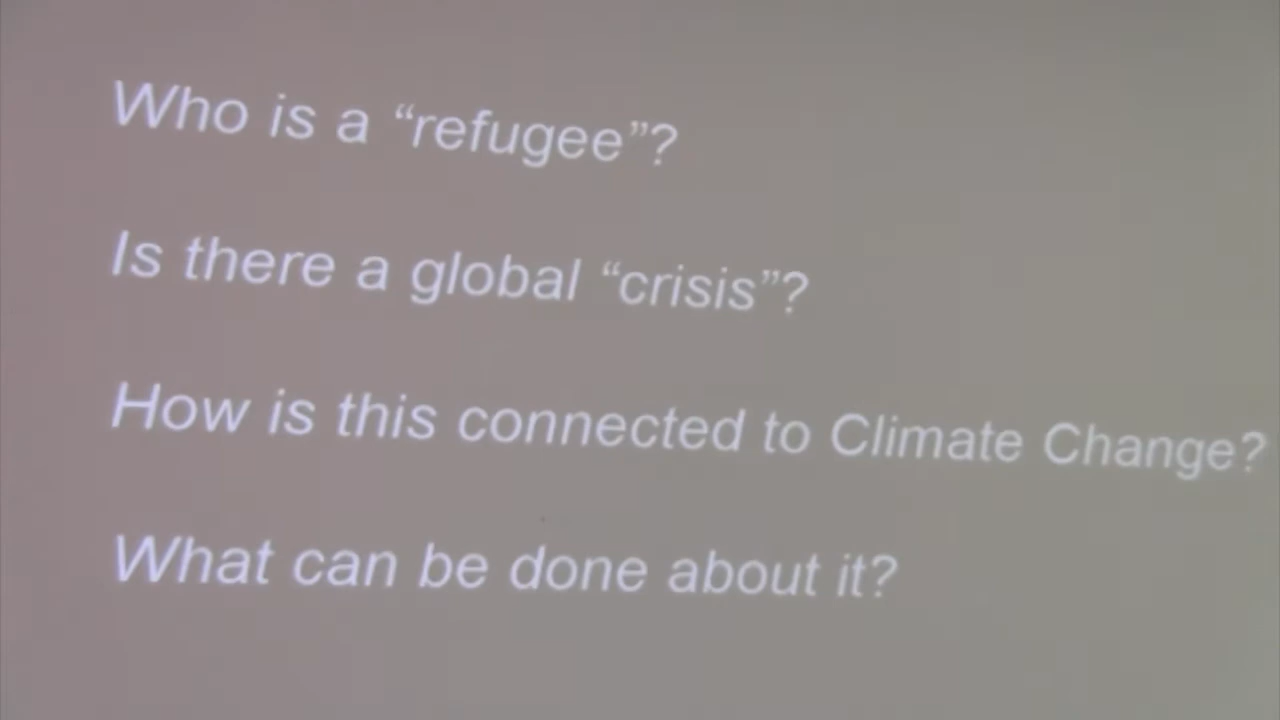 Who is a “refugee”?
Is there a global “crisis”?
How is this connected to Climate Change?
What can be done about it?